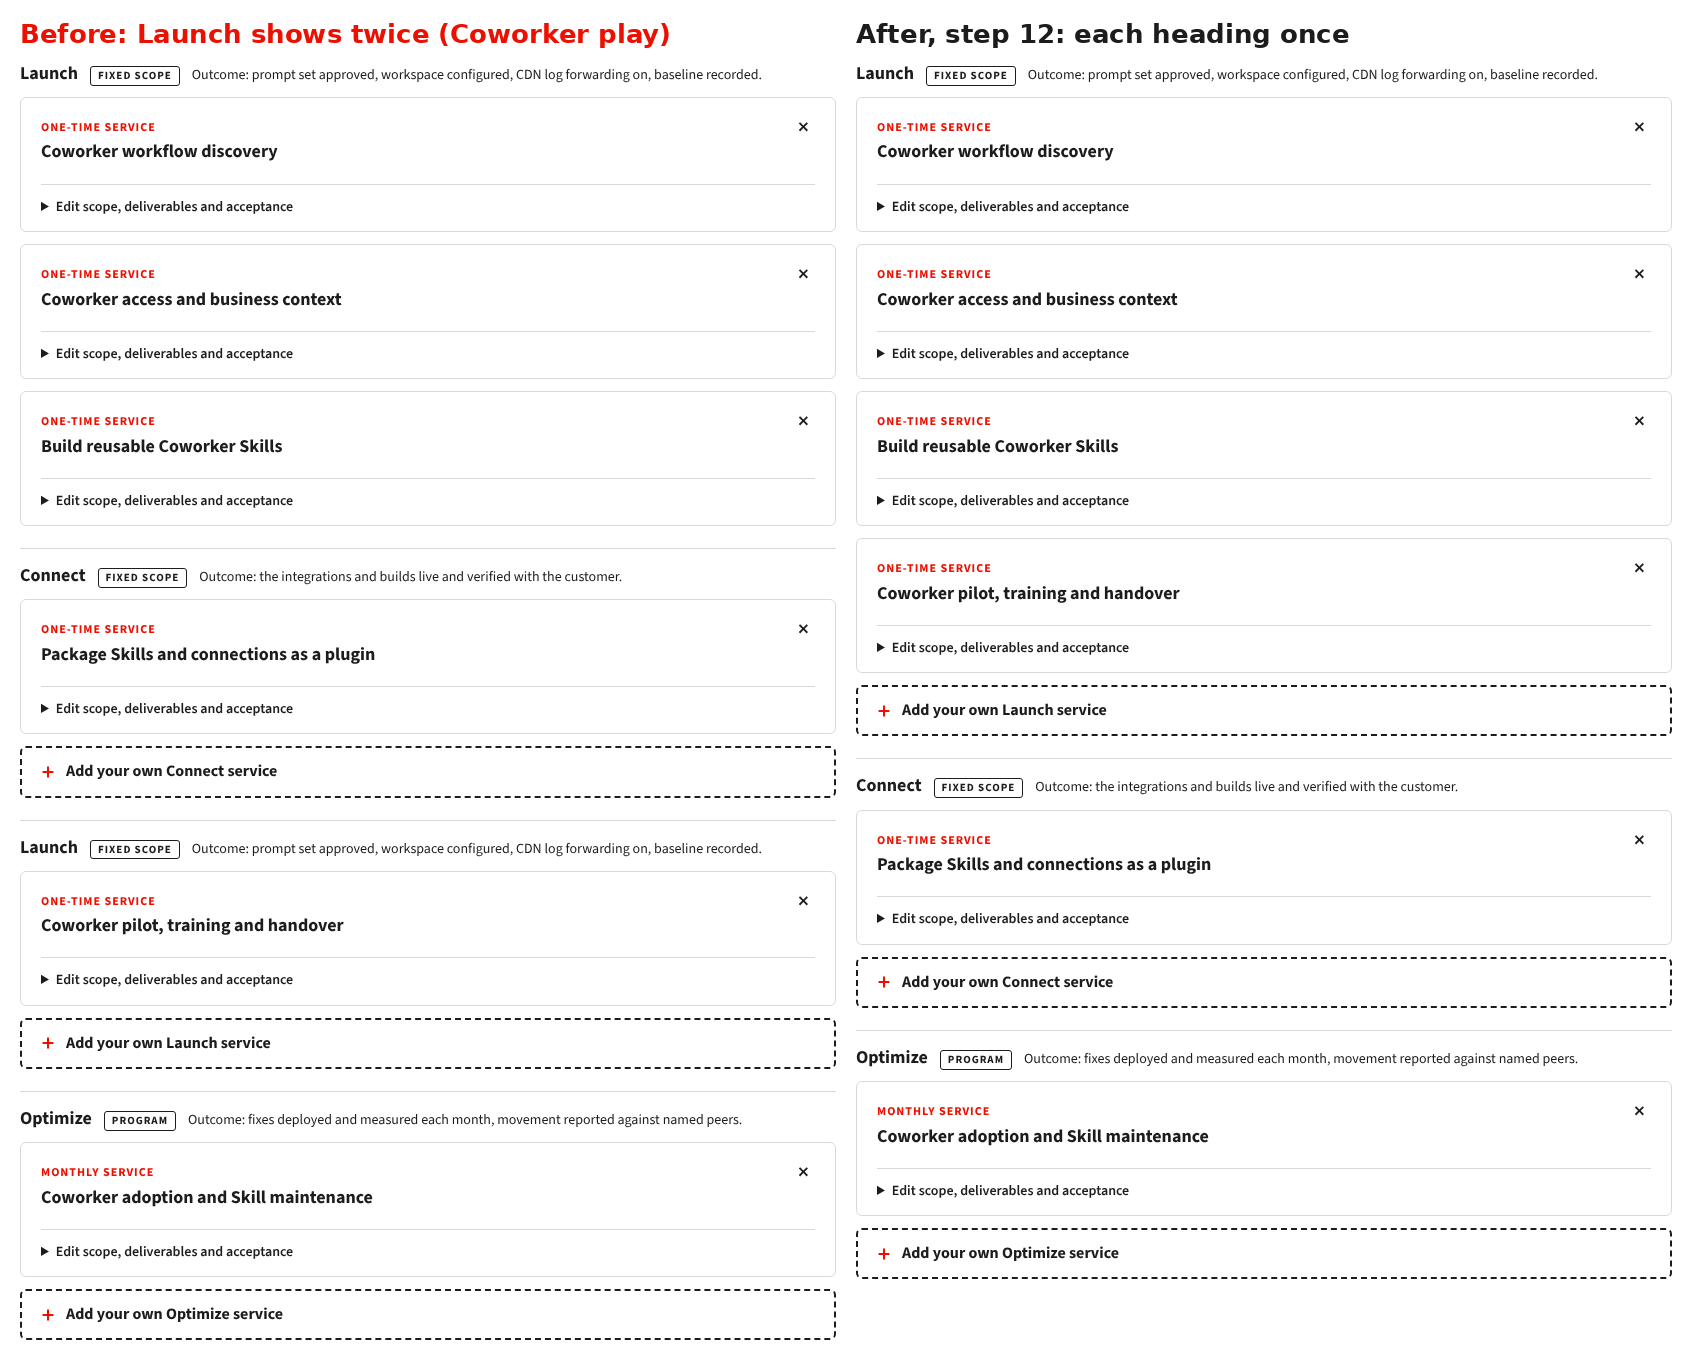 Before: Launch shows twice (Coworker play)
Launch FIXED SCOPE Outcome: prompt set approved, workspace configured, CDN log forwarding on, baseline recorded.
ONE-TIME SERVICE ×
Coworker workflow discovery
▶ Edit scope, deliverables and acceptance
ONE-TIME SERVICE ×
Coworker access and business context
▶ Edit scope, deliverables and acceptance
ONE-TIME SERVICE ×
Build reusable Coworker Skills
▶ Edit scope, deliverables and acceptance
Connect FIXED SCOPE Outcome: the integrations and builds live and verified with the customer.
ONE-TIME SERVICE ×
Package Skills and connections as a plugin
▶ Edit scope, deliverables and acceptance
+ Add your own Connect service
Launch FIXED SCOPE Outcome: prompt set approved, workspace configured, CDN log forwarding on, baseline recorded.
ONE-TIME SERVICE ×
Coworker pilot, training and handover
▶ Edit scope, deliverables and acceptance
+ Add your own Launch service
Optimize PROGRAM Outcome: fixes deployed and measured each month, movement reported against named peers.
MONTHLY SERVICE ×
Coworker adoption and Skill maintenance
▶ Edit scope, deliverables and acceptance
+ Add your own Optimize service
After, step 12: each heading once
Launch FIXED SCOPE Outcome: prompt set approved, workspace configured, CDN log forwarding on, baseline recorded.
ONE-TIME SERVICE ×
Coworker workflow discovery
▶ Edit scope, deliverables and acceptance
ONE-TIME SERVICE ×
Coworker access and business context
▶ Edit scope, deliverables and acceptance
ONE-TIME SERVICE ×
Build reusable Coworker Skills
▶ Edit scope, deliverables and acceptance
ONE-TIME SERVICE ×
Coworker pilot, training and handover
▶ Edit scope, deliverables and acceptance
+ Add your own Launch service
Connect FIXED SCOPE Outcome: the integrations and builds live and verified with the customer.
ONE-TIME SERVICE ×
Package Skills and connections as a plugin
▶ Edit scope, deliverables and acceptance
+ Add your own Connect service
Optimize PROGRAM Outcome: fixes deployed and measured each month, movement reported against named peers.
MONTHLY SERVICE ×
Coworker adoption and Skill maintenance
▶ Edit scope, deliverables and acceptance
+ Add your own Optimize service